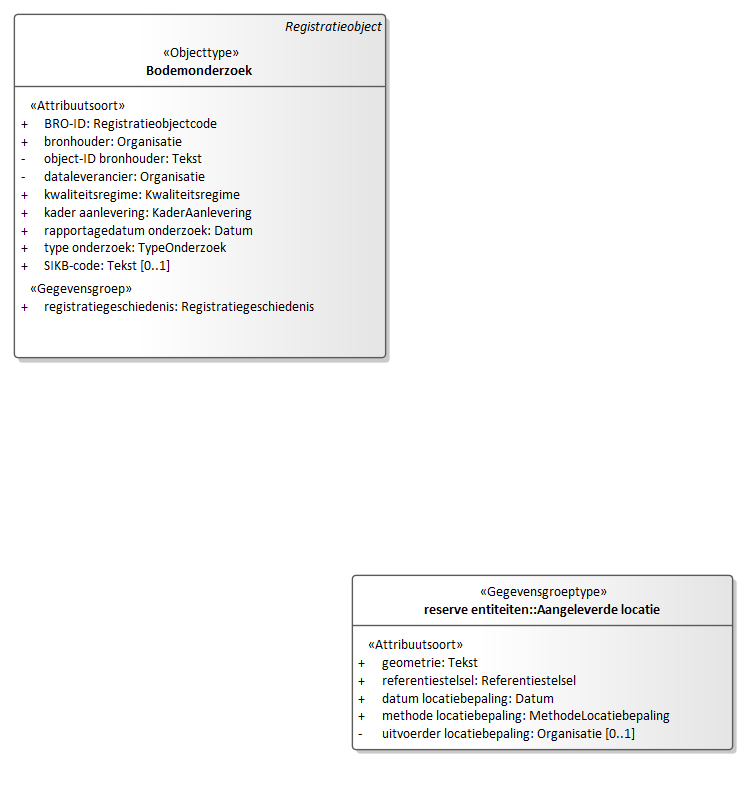 Registratieobject
«Objecttype»
Bodemonderzoek
«Attribuutsoort»
+ BRO-ID: Registratieobjectcode
+ bronhouder: Organisatie
- object-ID bronhouder: Tekst
- dataleverancier: Organisatie
+ kwaliteitsregime: Kwaliteitsregime
+ kader aanlevering: KaderAanlevering
+ rapportagedatum onderzoek: Datum
+ type onderzoek: TypeOnderzoek
+ SIKB-code: Tekst [0..1]
«Gegevensgroep»
+ registratiegeschiedenis: Registratiegeschiedenis
«Gegevensgroeptype»
reserve entiteiten::Aangeleverde locatie
«Attribuutsoort»
+ geometrie: Tekst
+ referentiestelsel: Referentiestelsel
+ datum locatiebepaling: Datum
+ methode locatiebepaling: MethodeLocatiebepaling
- uitvoerder locatiebepaling: Organisatie [0..1]